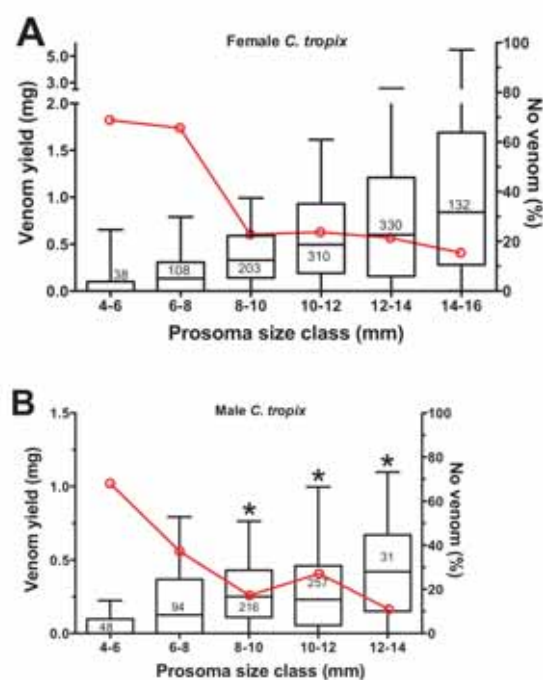 A
Female C. tropix
Venom yield (mg)
5.0
2.5
2.0
1.5
1.0
0.5
0.0
38
108
203
310
330
132
100
80
60
40
20
0
No venom (%)
4-6 6-8 8-10 10-12 12-14 14-16
Prosoma size class (mm)
B
Male C. tropix
Venom yield (mg)
1.5
1.0
0.5
0.0
48
94
216
257
31
* * *
100
80
60
40
20
0
No venom (%)
4-6 6-8 8-10 10-12 12-14
Prosoma size class (mm)